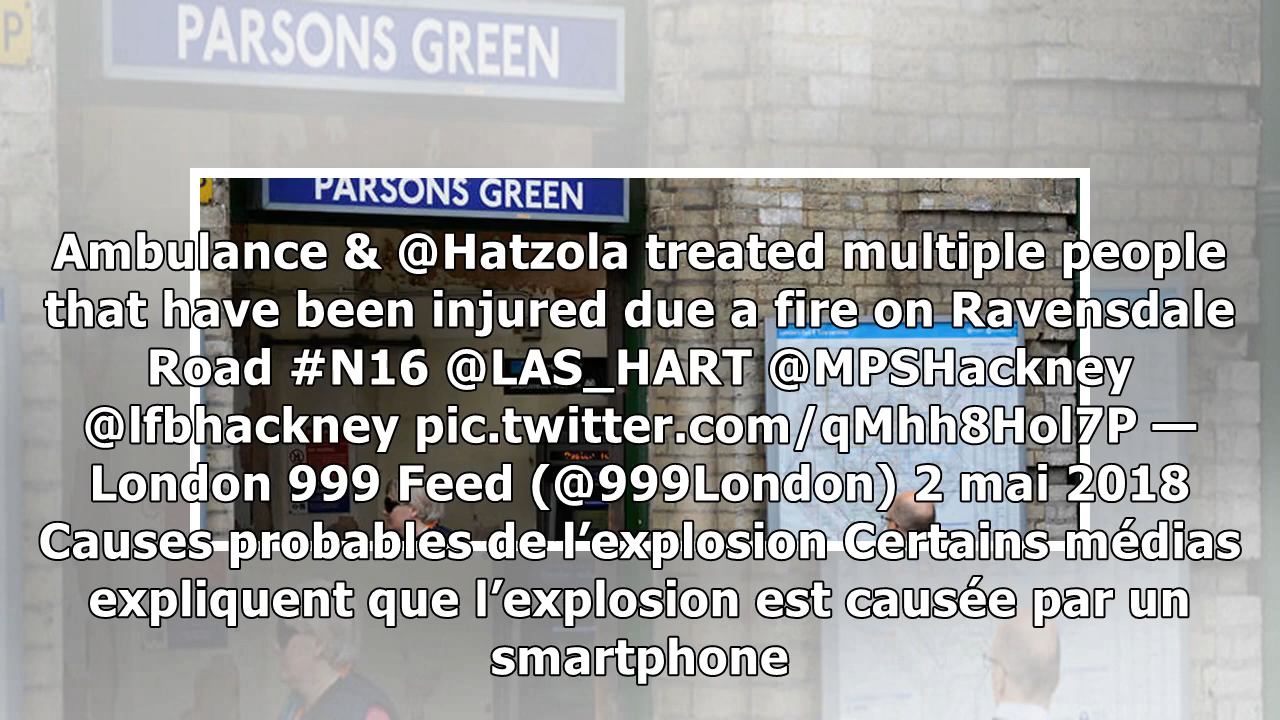 P
PARSONS GREEN
PARSONS GREEN
Ambulance & @Hatzola treated multiple people
that have been injured due a fire on Ravensdale
Road #N16 @LAS_HART @MPSHackney
@lfbhackney pic.twitter.com/qMhh8Hol7P —
London 999 Feed (@999London) 2 mai 2018
Causes probables de l’explosion Certains médias
expliquent que l’explosion est causée par un
smartphone